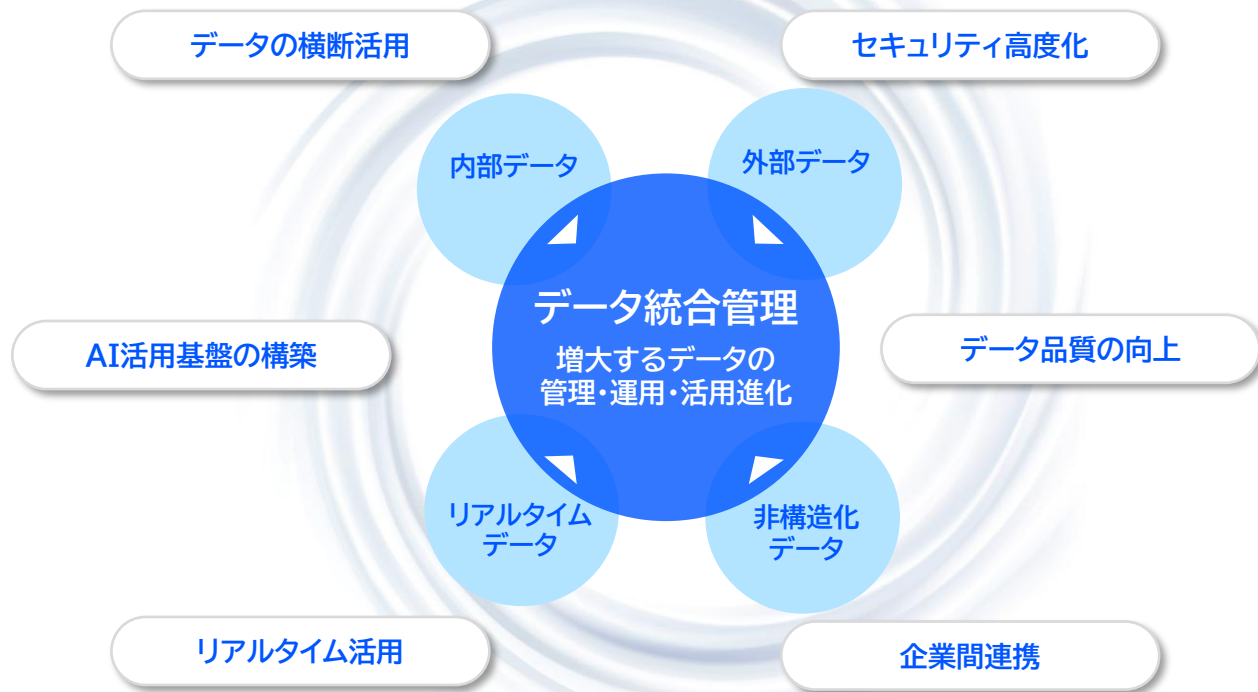 データの横断活用
セキュリティ高度化
内部データ
外部データ
データ統合管理
増大するデータの
管理・運用・活用進化
AI活用基盤の構築
データ品質の向上
リアルタイム
データ
非構造化
データ
リアルタイム活用
企業間連携